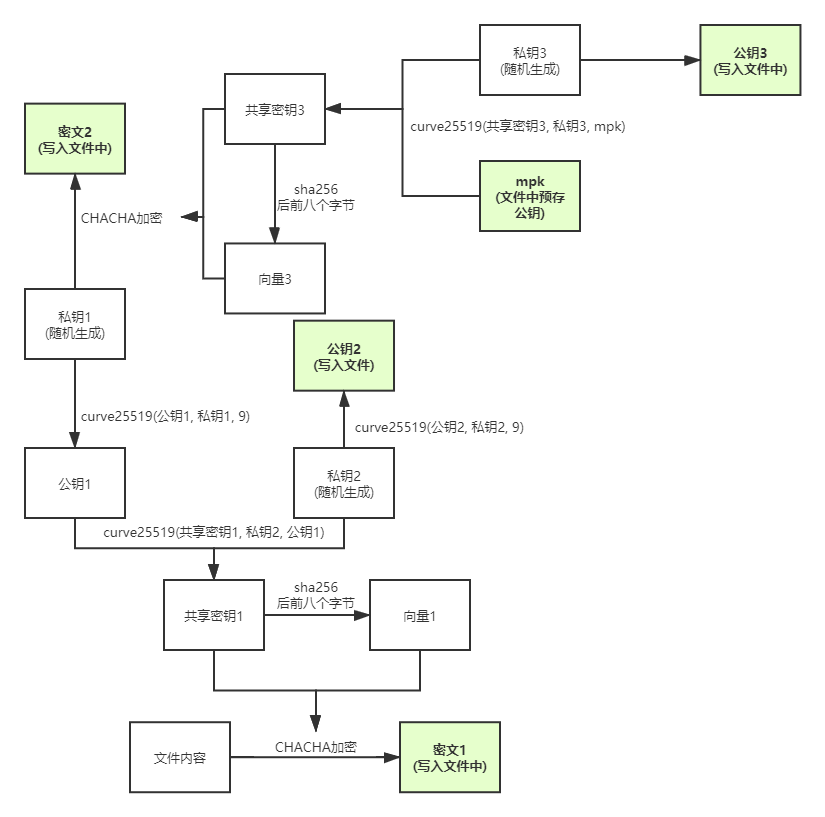 私钥3
(随机生成)
公钥3
(写入文件中)
共享密钥3
curve25519(共享密钥3, 私钥3, mpk)
密文2
(写入文件中)
mpk
(文件中预存
公钥)
sha256
后前八个字节
CHACHA加密
向量3
私钥1
(随机生成)
公钥2
(写入文件)
curve25519(公钥1, 私钥1, 9)
curve25519(公钥2, 私钥2, 9)
公钥1
私钥2
(随机生成)
curve25519(共享密钥1, 私钥2, 公钥1)
共享密钥1
sha256
后前八个字节
向量1
文件内容
CHACHA加密
密文1
(写入文件中)